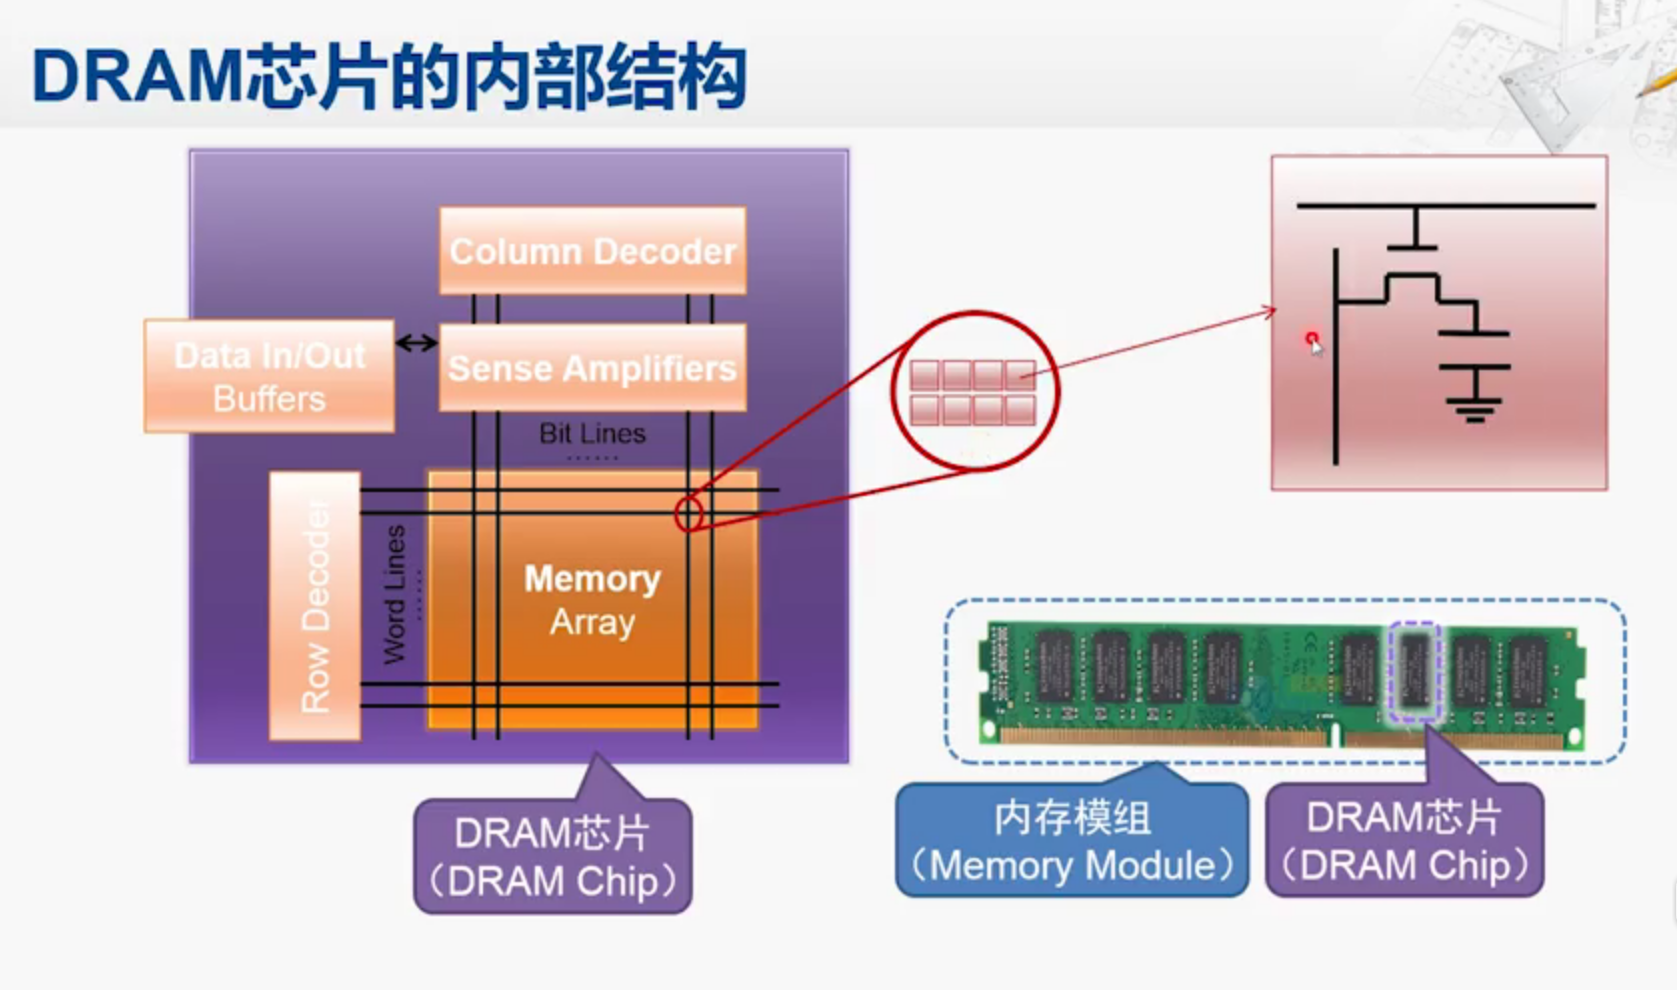 DRAM芯片的内部结构
Column Decoder
Data In/Out
Buffers
Sense Amplifiers
Bit Lines
......
Row Decoder
Word Lines
......
Memory
Array
DRAM芯片
（DRAM Chip）
内存模组
（Memory Module）
DRAM芯片
（DRAM Chip）